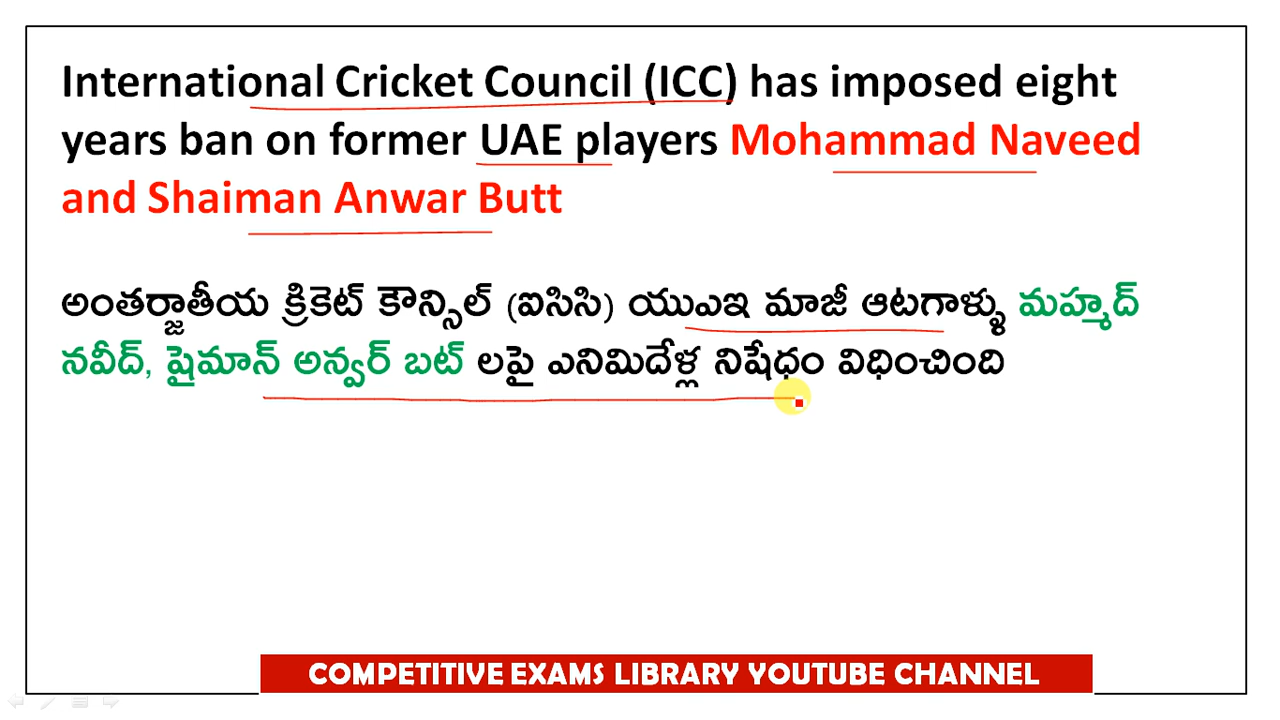 International Cricket Council (ICC) has imposed eight
years ban on former UAE players Mohammad Naveed
and Shaiman Anwar Butt
అంతర్జాతీయ క్రికెట్ కౌన్సిల్ (ఐసిసి) యుఎఇ మాజీ ఆటగాళ్ళు మహ్మద్
నవీద్, షైమాన్ అన్వర్ బట్ లపై ఎనిమిదేళ్ల నిషేధం విధించింది
COMPETITIVE EXAMS LIBRARY YOUTUBE CHANNEL